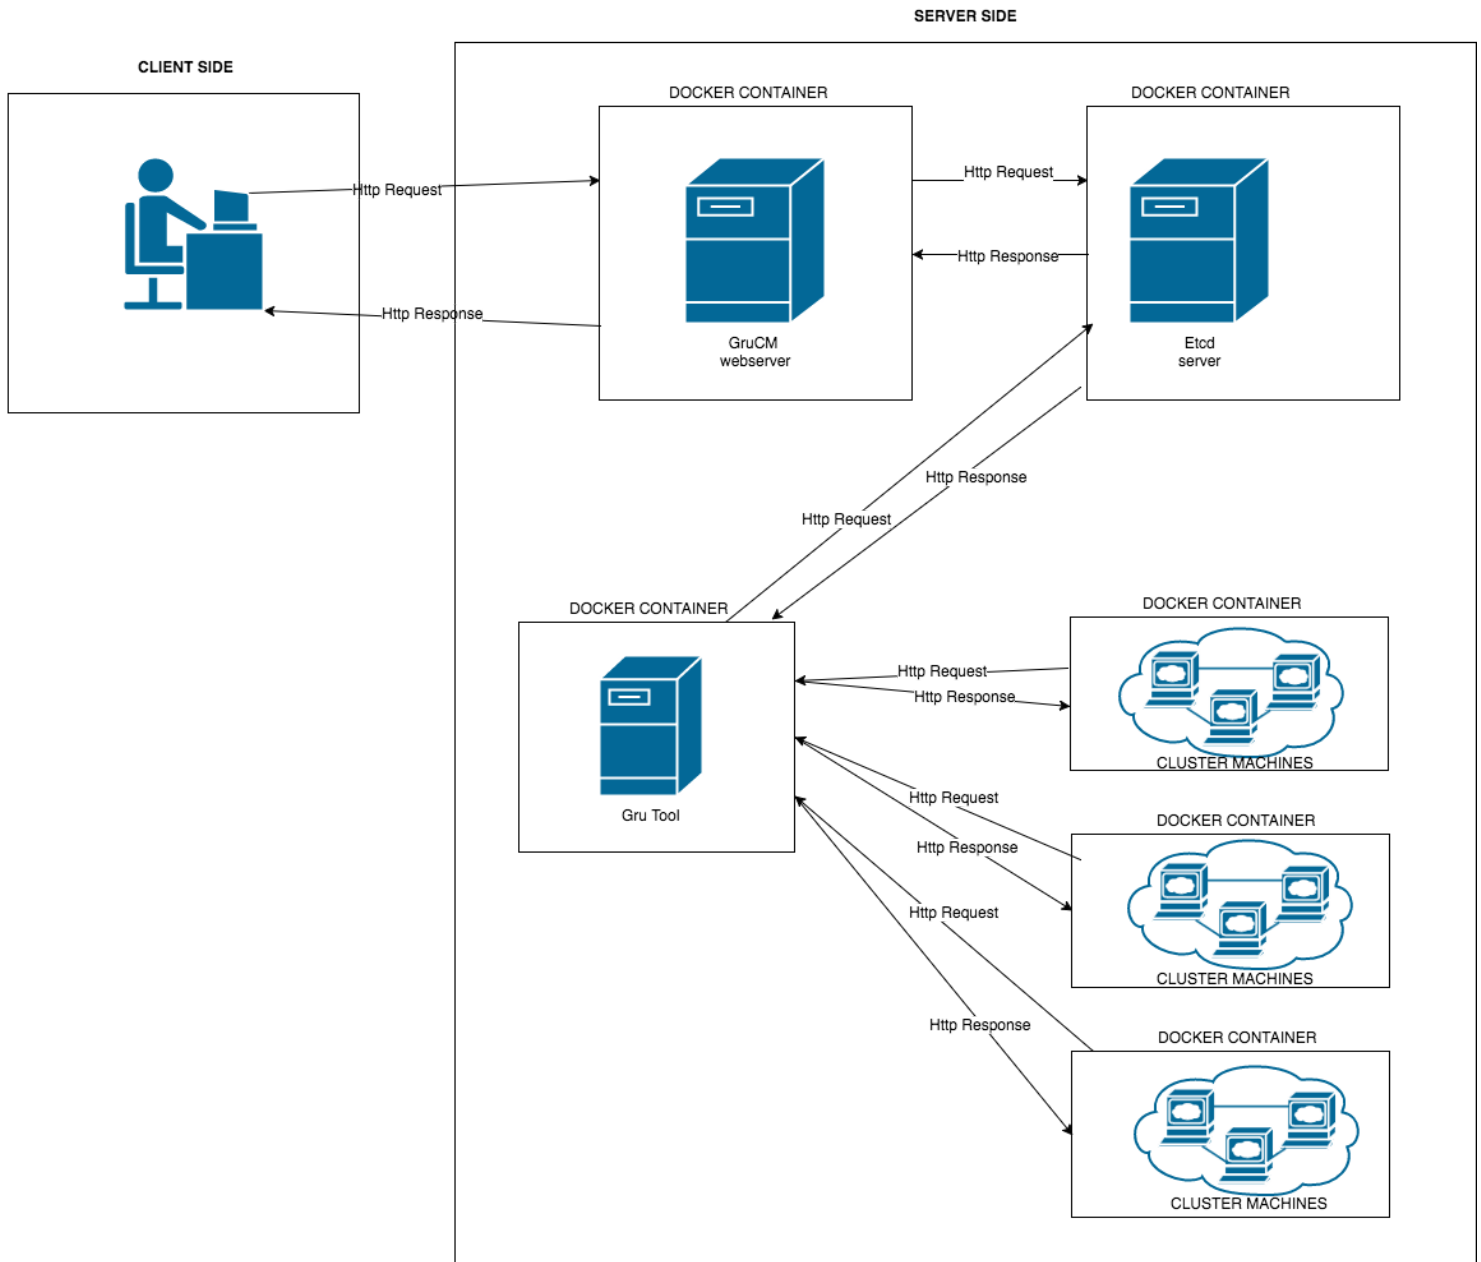 SERVER SIDE
CLIENT SIDE
DOCKER CONTAINER
DOCKER CONTAINER
Http Request
Http Request
Http Response
Http Response
GruCM
webserver
Etcd
server
Http Response
Http Request
DOCKER CONTAINER
DOCKER CONTAINER
Http Request
Http Response
CLUSTER MACHINES
Gru Tool
Http Request
DOCKER CONTAINER
Http Response
Http Request
CLUSTER MACHINES
Http Response
DOCKER CONTAINER
CLUSTER MACHINES